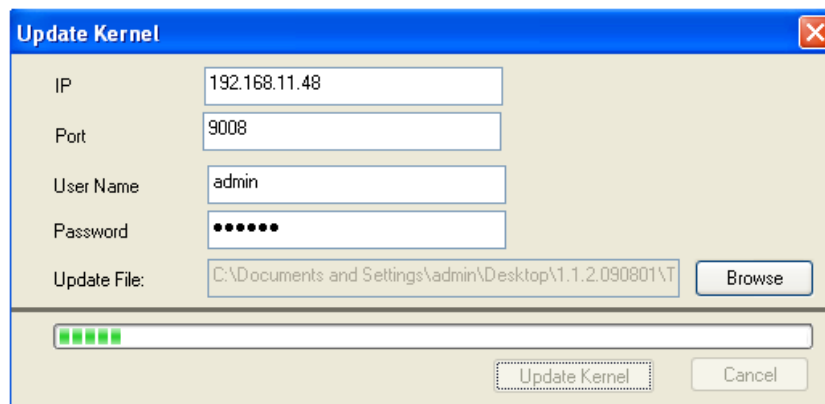 Update Kernel
IP 192.168.11.48
Port 9008
User Name admin
Password ●●●●●●
Update File: C:\Documents and Settings\admin\Desktop\1.1.2.090801\T Browse
Update Kernel Cancel